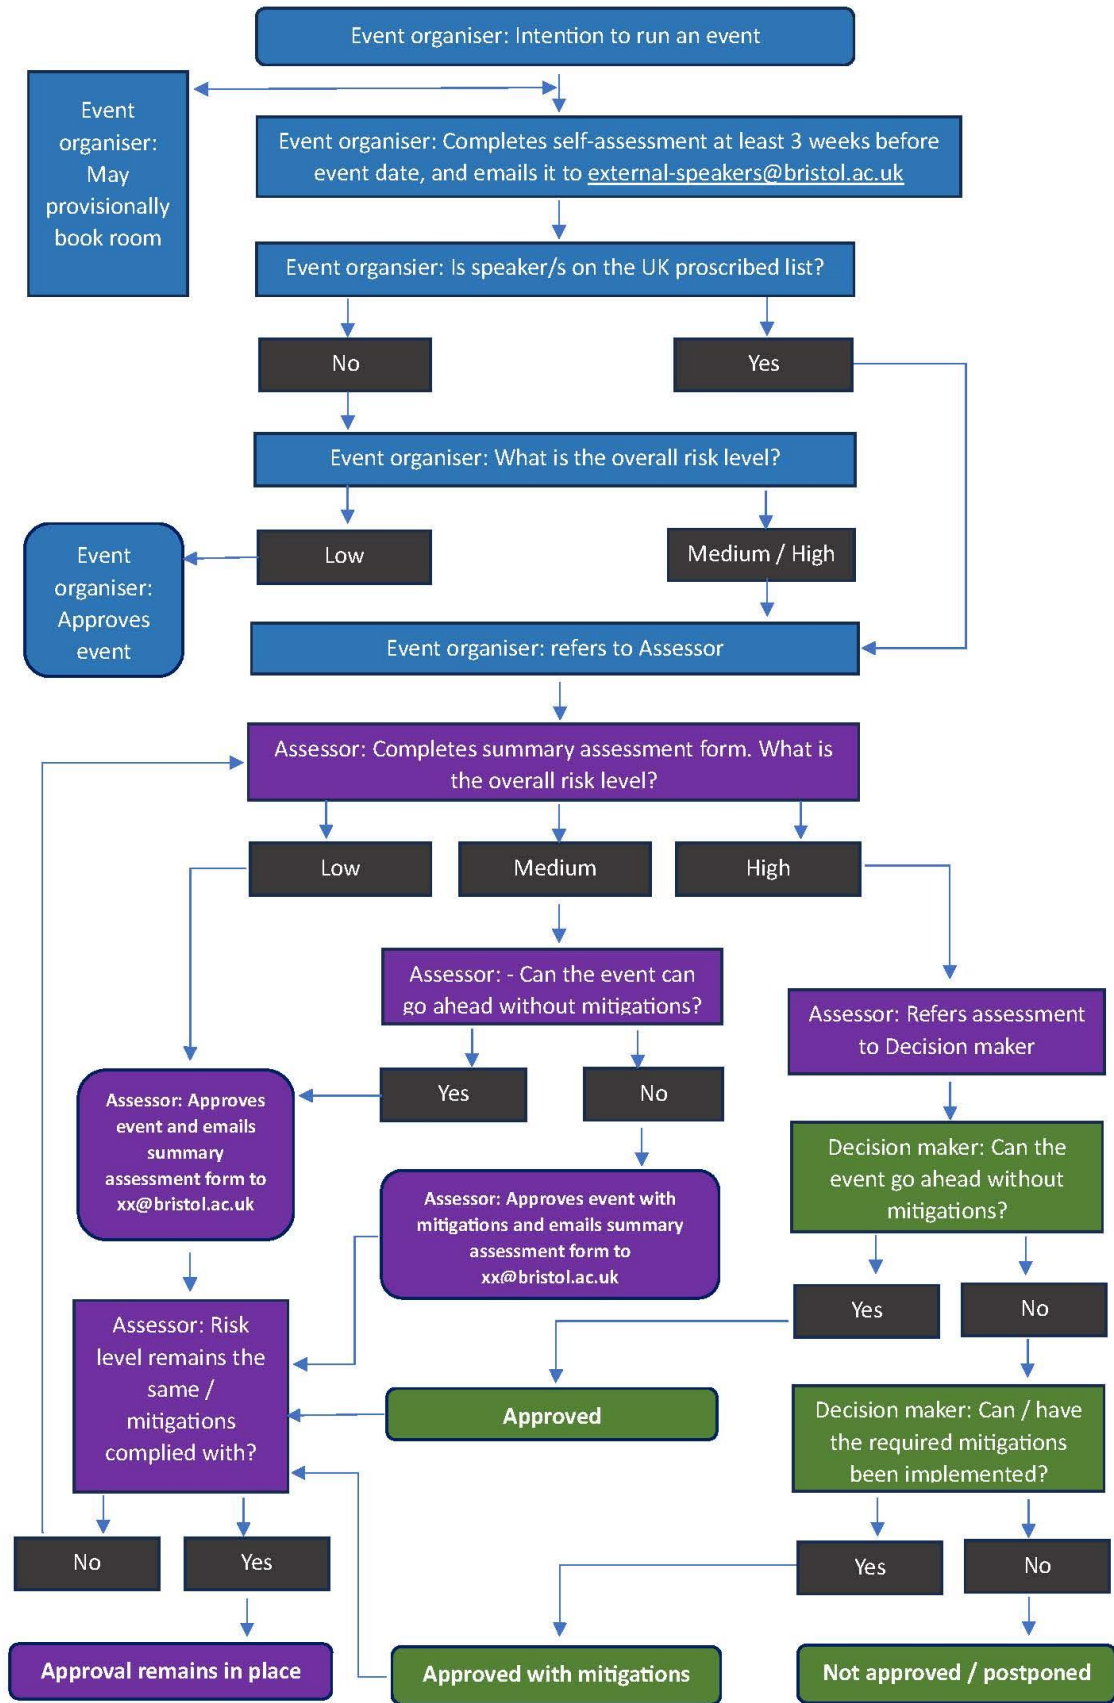 Event organiser: Intention to run an event
Event
organiser:
May
provisionally
book room
Event organiser: Completes self-assessment at least 3 weeks before
event date, and emails it to external-speakers@bristol.ac.uk
Event organsier: Is speaker/s on the UK proscribed list?
No
Yes
Event organiser: What is the overall risk level?
Event
organiser:
Approves
event
Low
Medium / High
Event organiser: refers to Assessor
Assessor: Completes summary assessment form. What is
the overall risk level?
Low
Medium
High
Assessor: - Can the event can
go ahead without mitigations?
Assessor: Refers assessment
to Decision maker
Yes
No
Assessor: Approves
event and emails
summary
assessment form to
xx@bristol.ac.uk
Decision maker: Can the
event go ahead without
mitigations?
Assessor: Approves event with
mitigations and emails summary
assessment form to
xx@bristol.ac.uk
Yes
No
Assessor: Risk
level remains the
same /
mitigations
complied with?
Approved
Decision maker: Can / have
the required mitigations
been implemented?
No
Yes
Yes
No
Approval remains in place
Approved with mitigations
Not approved / postponed